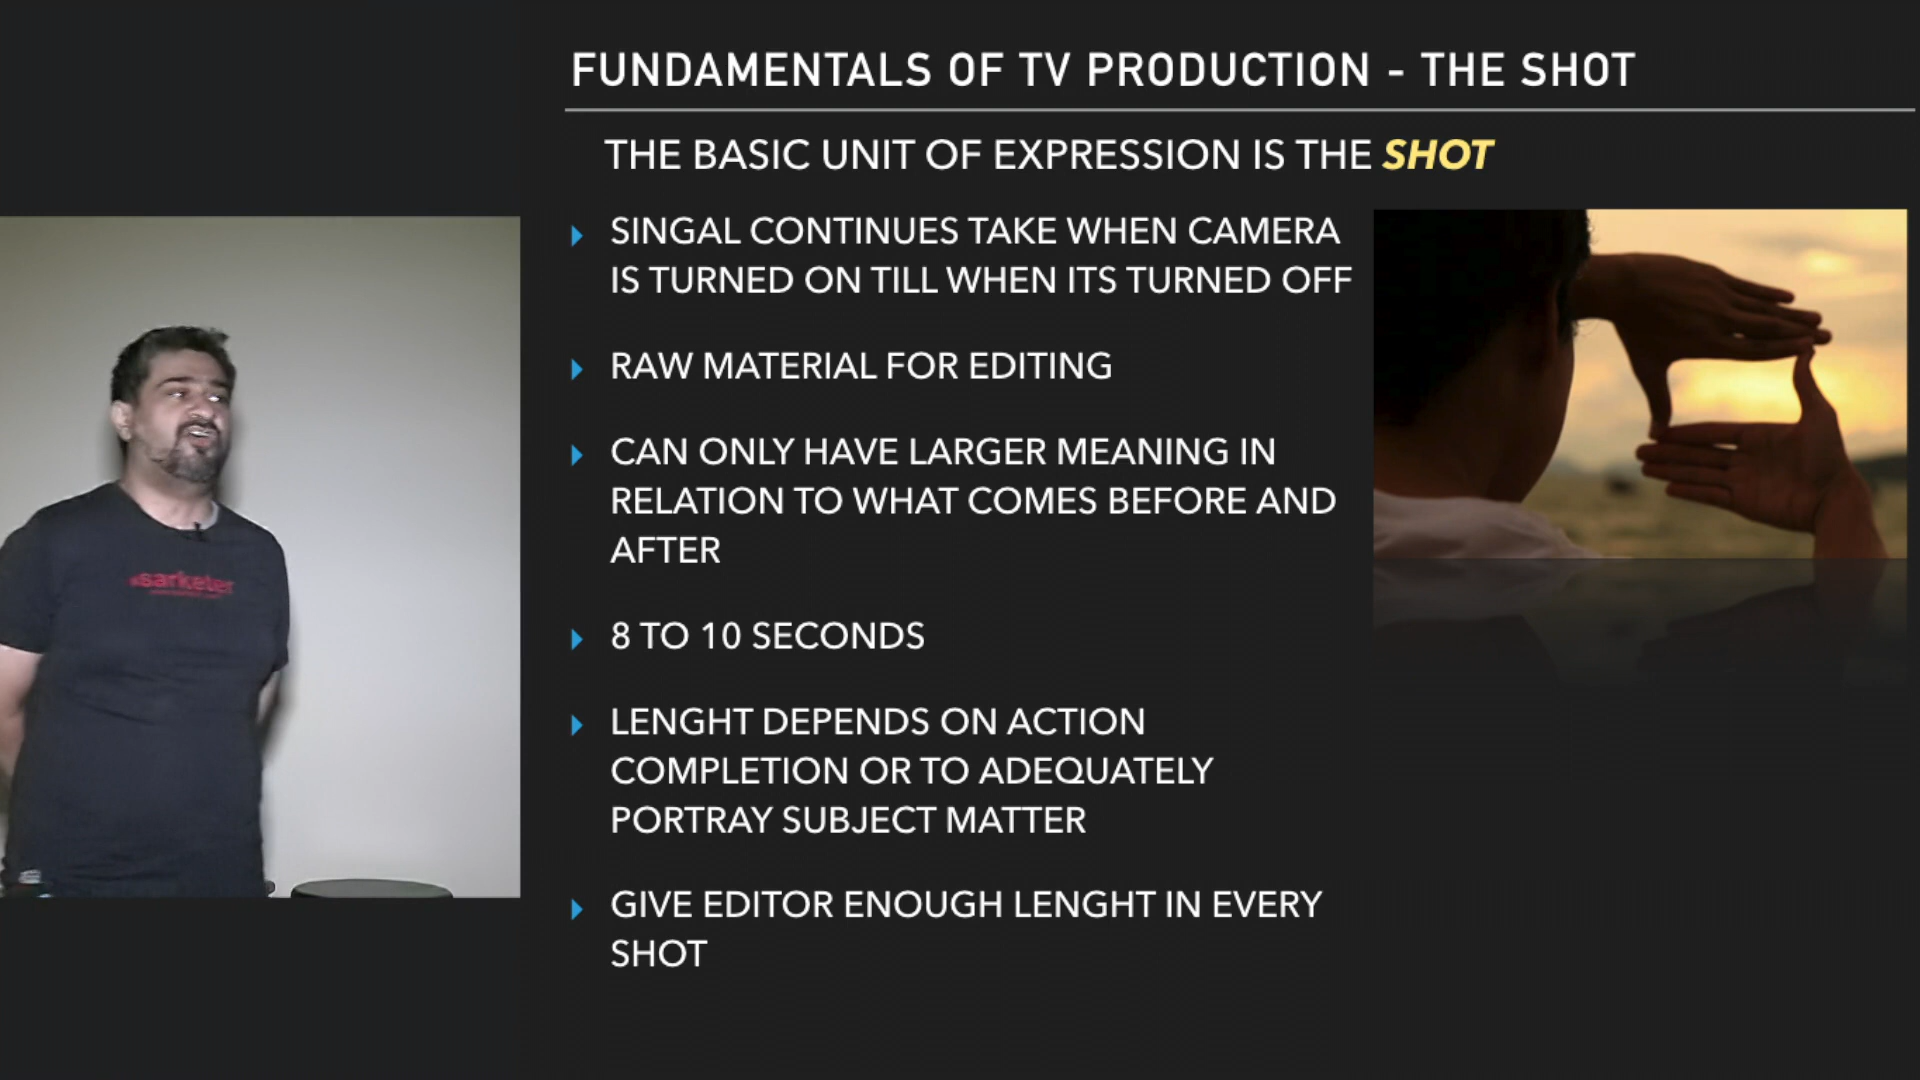 FUNDAMENTALS OF TV PRODUCTION - THE SHOT
THE BASIC UNIT OF EXPRESSION IS THE SHOT
SINGAL CONTINUES TAKE WHEN CAMERA
IS TURNED ON TILL WHEN ITS TURNED OFF
RAW MATERIAL FOR EDITING
CAN ONLY HAVE LARGER MEANING IN
RELATION TO WHAT COMES BEFORE AND
AFTER
8 TO 10 SECONDS
LENGHT DEPENDS ON ACTION
COMPLETION OR TO ADEQUATELY
PORTRAY SUBJECT MATTER
GIVE EDITOR ENOUGH LENGHT IN EVERY
SHOT
sarketer